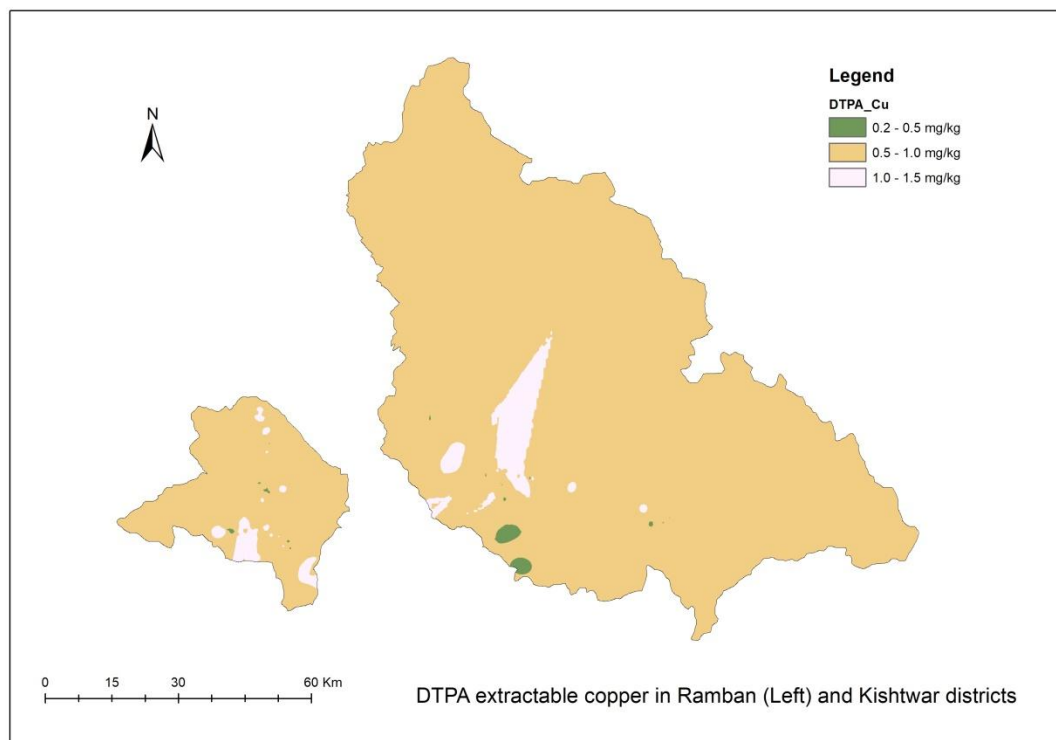 Legend
DTPA_Cu
0.2 - 0.5 mg/kg
0.5 - 1.0 mg/kg
1.0 - 1.5 mg/kg
N
0 15 30 60 Km
DTPA extractable copper in Ramban (Left) and Kishtwar districts